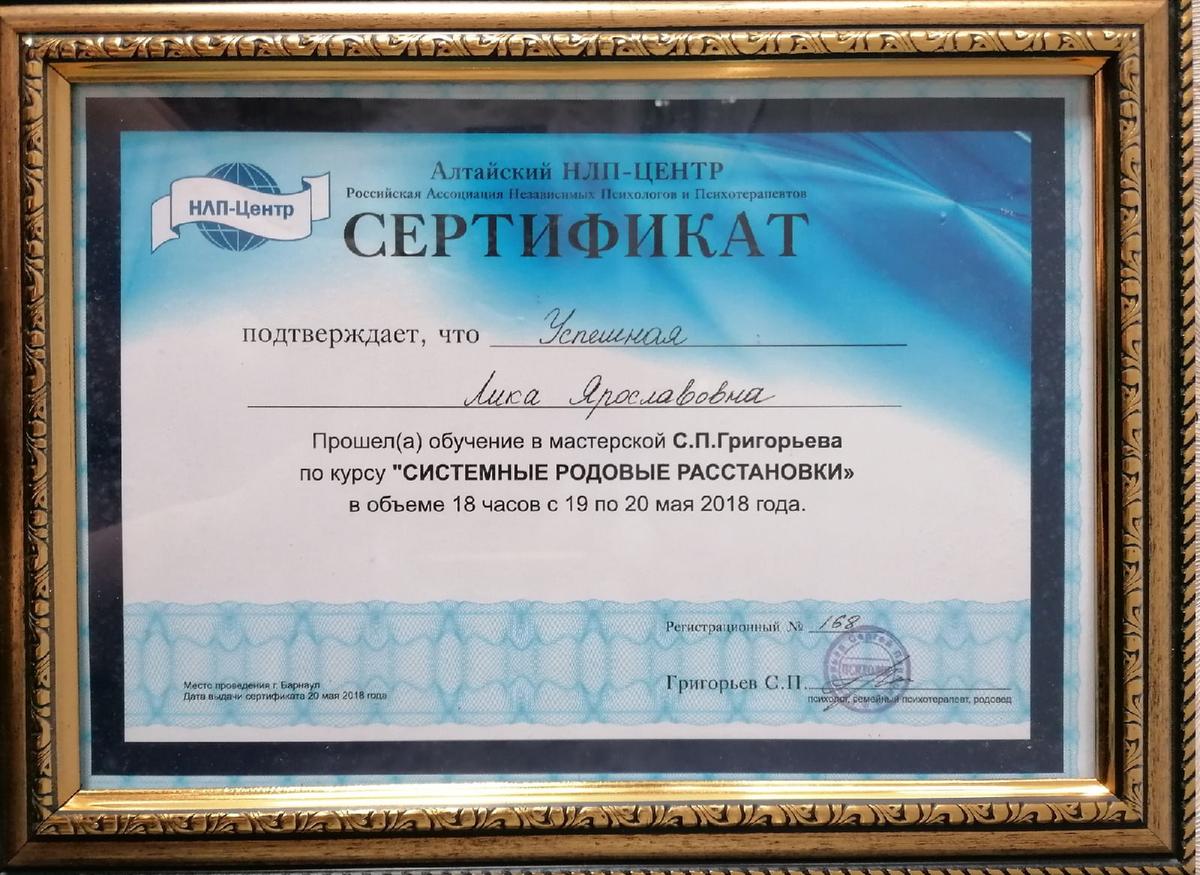 Алтайский НЛП-ЦЕНТР
Российская Ассоциация Независимых Психологов и Психотерапевтов
НЛП-Центр
СЕРТИФИКАТ
подтверждает, что Успешная
Лика Ярославовна
Прошел(а) обучение в мастерской С.П.Григорьева
по курсу "СИСТЕМНЫЕ РОДОВЫЕ РАССТАНОВКИ»
в объеме 18 часов с 19 по 20 мая 2018 года.
Регистрационный № 168
Григорьев С.П.
психолог, семейный психотерапевт, родовед
Место проведения г. Барнаул
Дата выдачи сертификата 20 мая 2018 года